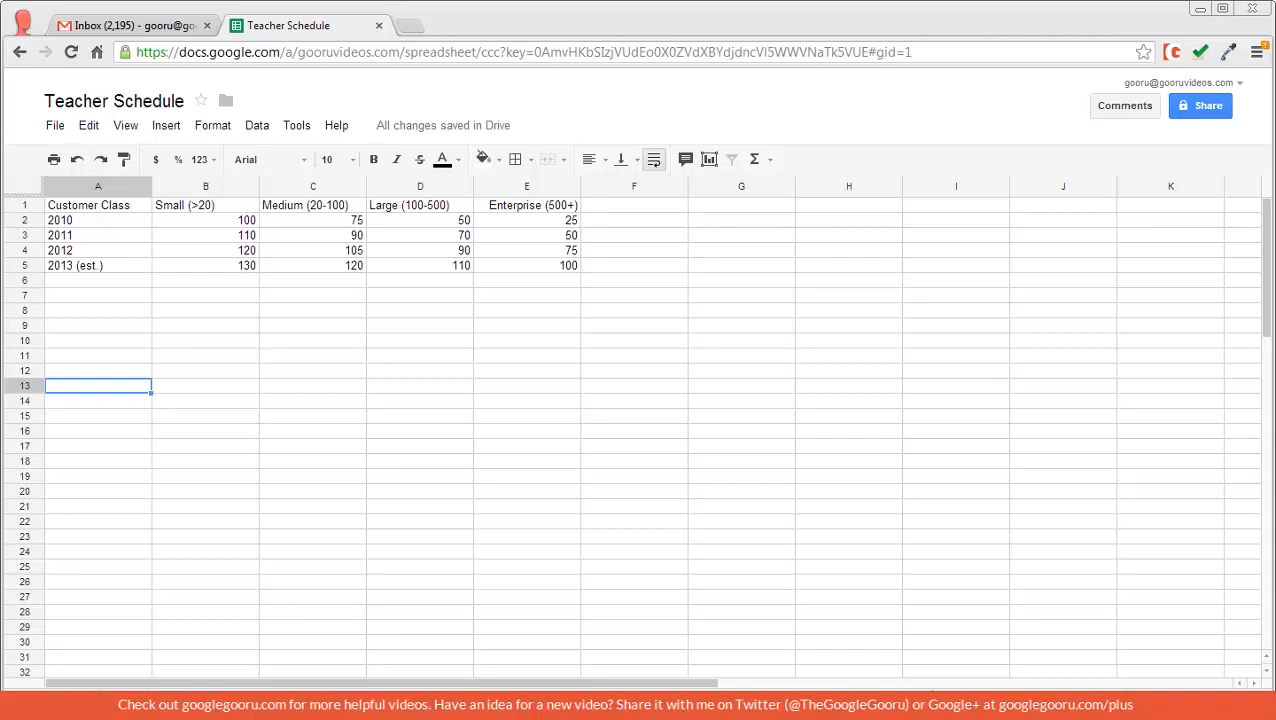 Inbox (2,195) - gooru@go
Teacher Schedule
https://docs.google.com/a/gooruvideos.com/spreadsheet/ccc?key=0AmvHKbSIzjVUdEo0X0ZVdXBYdjdhcVl5WWVNaTk5VUE#gid=1
gooru@gooruvideos.com
Teacher Schedule
Comments Share
File Edit View Insert Format Data Tools Help All changes saved in Drive
$ % 123 Arial 10 B I S A Σ
A B C D E F G H I J K
1 Customer Class Small (>20) Medium (20-100) Large (100-500) Enterprise (500+)
2 2010 100 75 50 25
3 2011 110 90 70 50
4 2012 120 105 90 75
5 2013 (est.) 130 120 110 100
6
7
8
9
10
11
12
13
14
15
16
17
18
19
20
21
22
23
24
25
26
27
28
29
30
31
32
Check out googlegooru.com for more helpful videos. Have an idea for a new video? Share it with me on Twitter (@TheGoogleGooru) or Google+ at googlegooru.com/plus